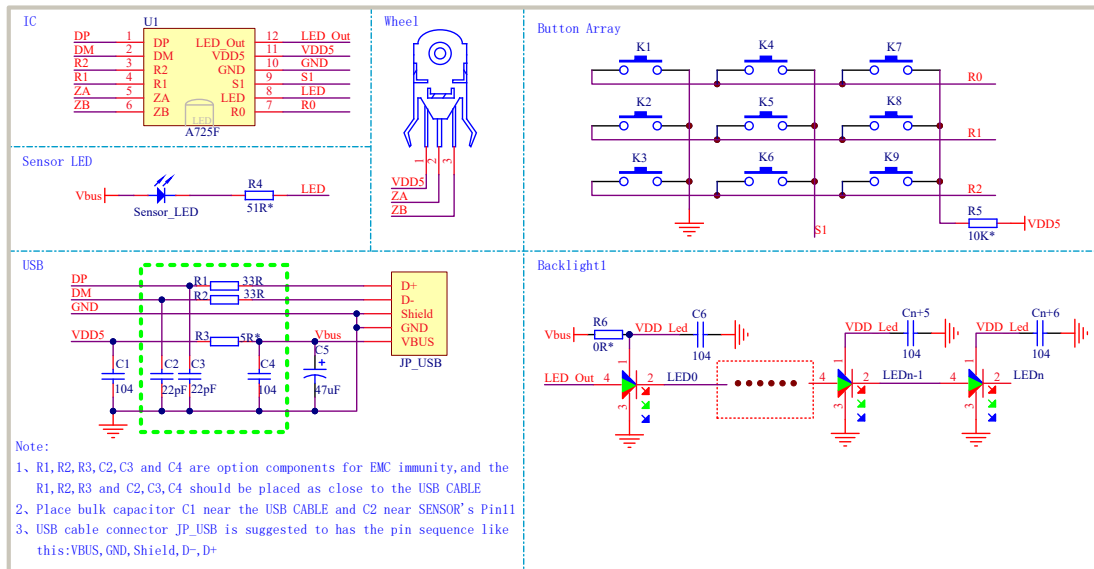 IC
U1
DP 1 DP LED_Out 12 LED_Out
DM 2 DM VDD5 11 VDD5
R2 3 R2 GND 10 GND
R1 4 R1 S1 9 S1
ZA 5 ZA LED 8 LED
ZB 6 ZB R0 7 R0
LED
A725F
Sensor LED
Vbus
Sensor_LED
R4
51R*
LED
Wheel
1 2 3
VDD5
ZA
ZB
Button Array
K1 K4 K7
R0
K2 K5 K8
R1
K3 K6 K9
R2
R5
10K*
VDD5
S1
USB
DP R1 33R D+
DM R2 33R D-
GND Shield
GND
VDD5 R3 5R* Vbus VBUS
JP_USB
C1
104
C2
22pF
C3
22pF
C4
104
C5
+
47uF
Note:
1、R1,R2,R3,C2,C3 and C4 are option components for EMC immunity,and the
R1,R2,R3 and C2,C3,C4 should be placed as close to the USB CABLE
2、Place bulk capacitor C1 near the USB CABLE and C2 near SENSOR's Pin11
3、USB cable connector JP_USB is suggested to has the pin sequence like
this:VBUS,GND,Shield,D-,D+
Backlight1
Vbus
R6
0R*
VDD_Led
C6
104
VDD_Led
Cn+5
104
VDD_Led
Cn+6
104
LED_Out 4 1 2 3 LED0
4 1 2 3 LEDn-1
4 1 2 3 LEDn